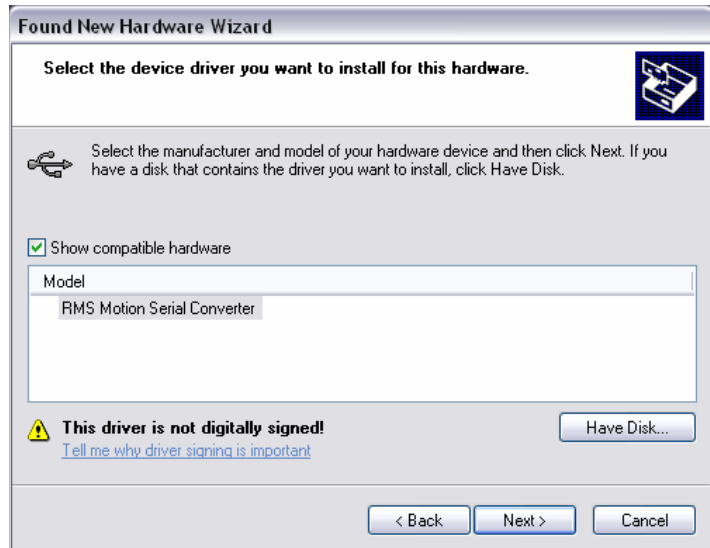 Found New Hardware Wizard
Select the device driver you want to install for this hardware.
Select the manufacturer and model of your hardware device and then click Next. If you
have a disk that contains the driver you want to install, click Have Disk.
Show compatible hardware
Model
RMS Motion Serial Converter
This driver is not digitally signed!
Have Disk...
Tell me why driver signing is important
< Back
Next >
Cancel